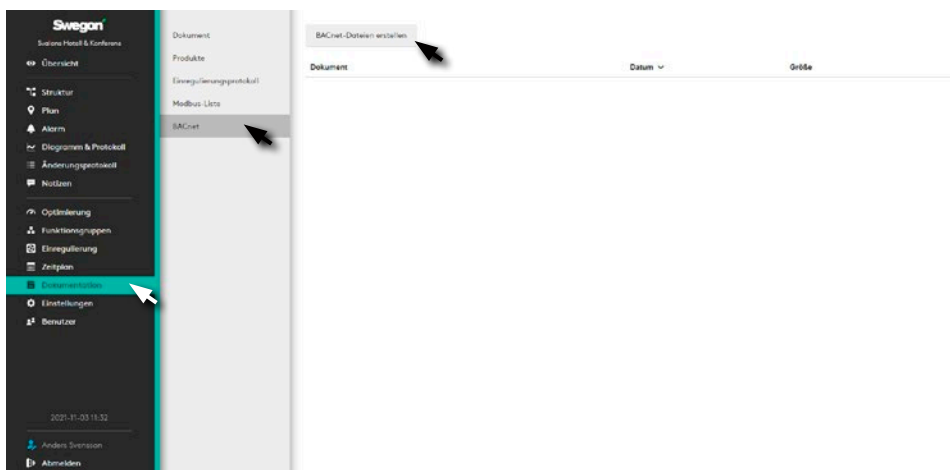 Swegon
Svalans Hotell & Konferens
Übersicht
Struktur
Plan
Alarm
Diagramm & Protokoll
Änderungsprotokoll
Notizen
Optimierung
Funktionsgruppen
Einregulierung
Zeitplan
Dokumentation
Einstellungen
Benutzer
2021-11-03 11:32
Anders Svensson
Abmelden
Dokument
Produkte
Einregulierungsprotokoll
Modbus-Liste
BACnet
BACnet-Dateien erstellen
Dokument Datum Größe